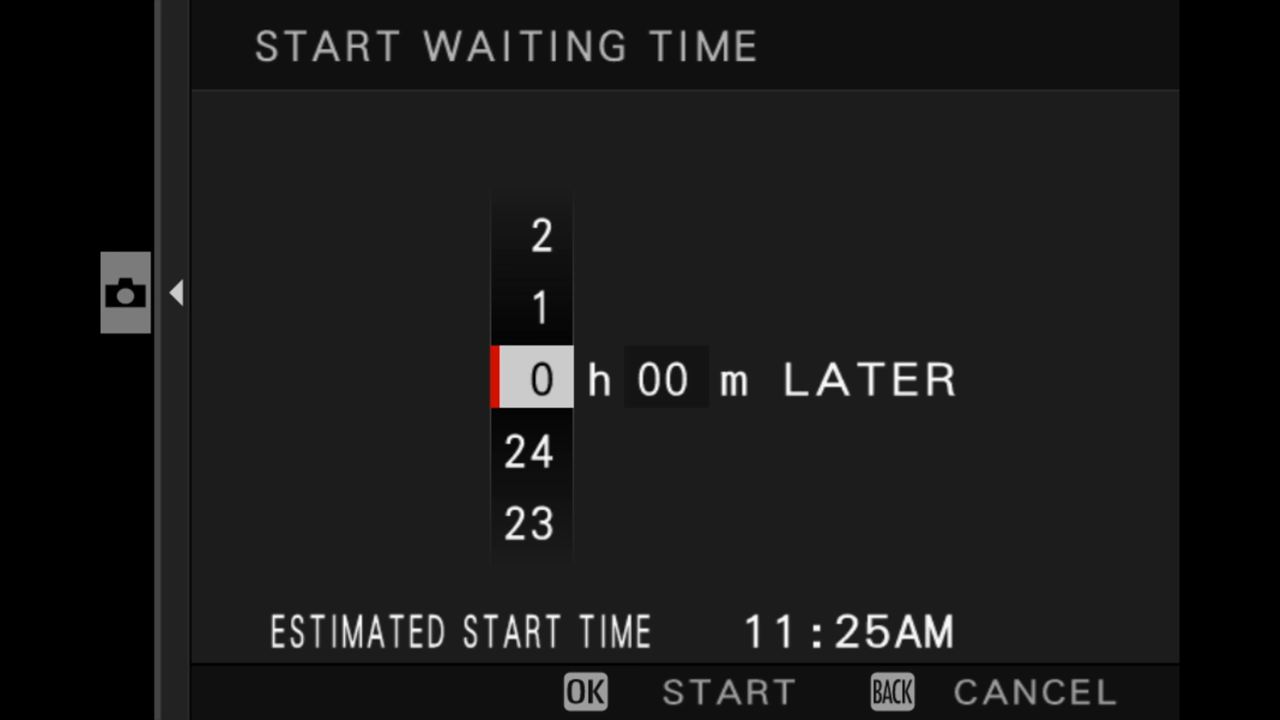 START WAITING TIME
2
1
0 h 00 m LATER
24
23
ESTIMATED START TIME 11:25AM
OK START BACK CANCEL